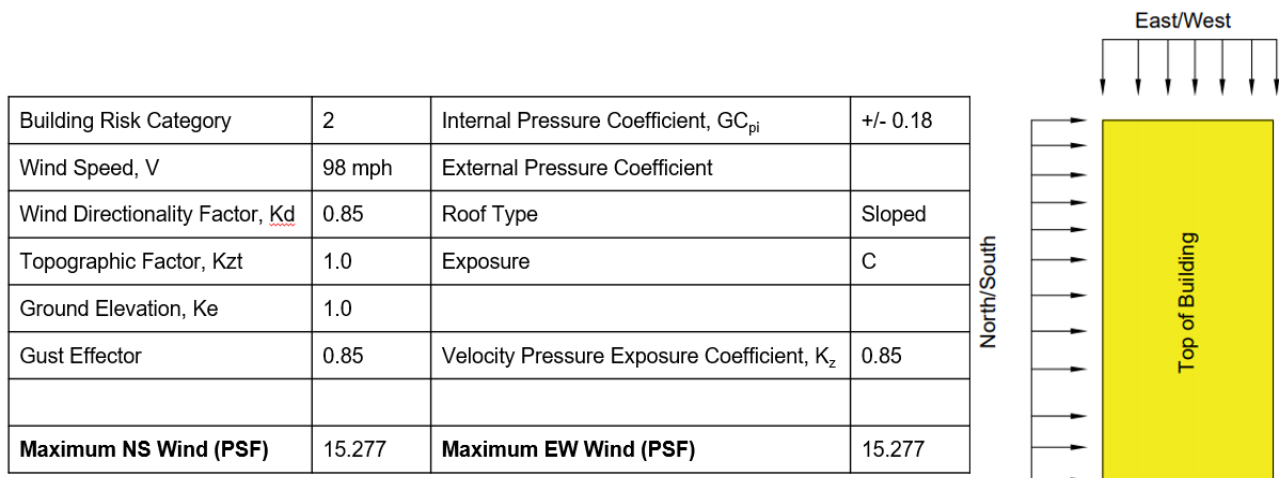 East/West
Building Risk Category 2 Internal Pressure Coefficient, GCpi +/- 0.18
Wind Speed, V 98 mph External Pressure Coefficient
Wind Directionality Factor, Kd 0.85 Roof Type Sloped
Topographic Factor, Kzt 1.0 Exposure C
Ground Elevation, Ke 1.0
Gust Effector 0.85 Velocity Pressure Exposure Coefficient, Kz 0.85
Maximum NS Wind (PSF) 15.277 Maximum EW Wind (PSF) 15.277
North/South
Top of Building